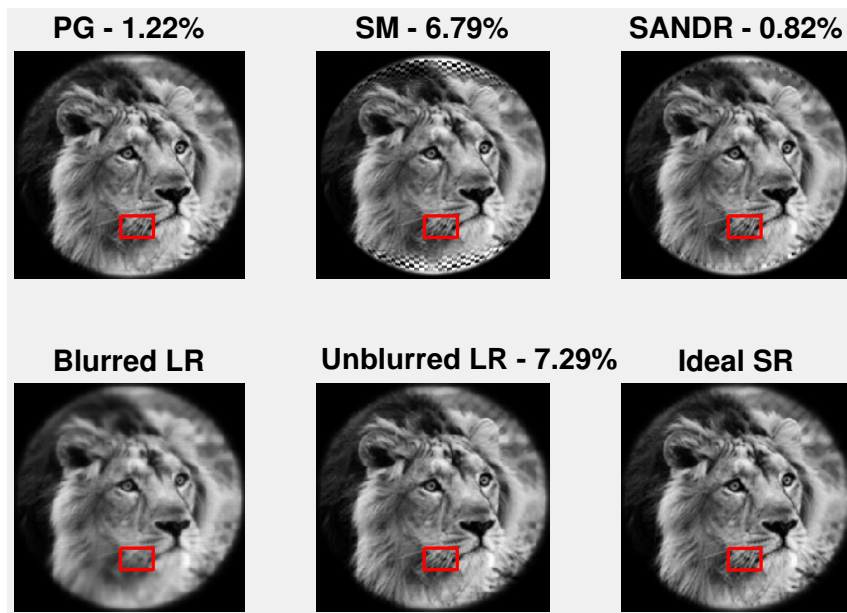 PG - 1.22%
SM - 6.79%
SANDR - 0.82%
Blurred LR
Unblurred LR - 7.29%
Ideal SR